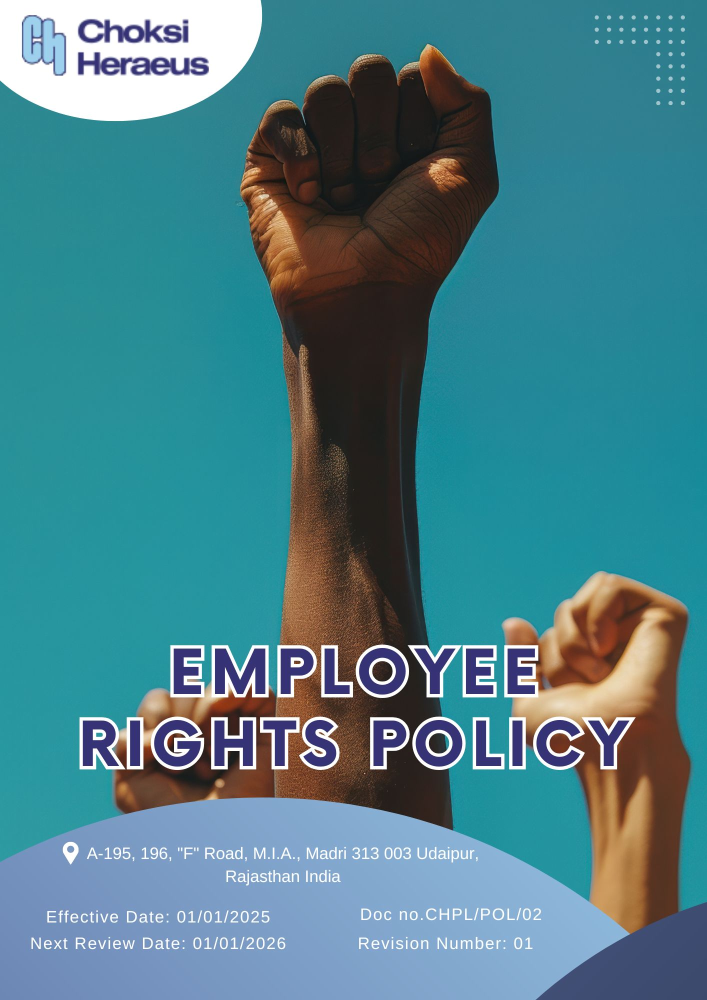 Ch Choksi
Heraeus
EMPLOYEE
RIGHTS POLICY
A-195, 196, "F" Road, M.I.A., Madri 313 003 Udaipur,
Rajasthan India
Effective Date: 01/01/2025
Next Review Date: 01/01/2026
Doc no.CHPL/POL/02
Revision Number: 01